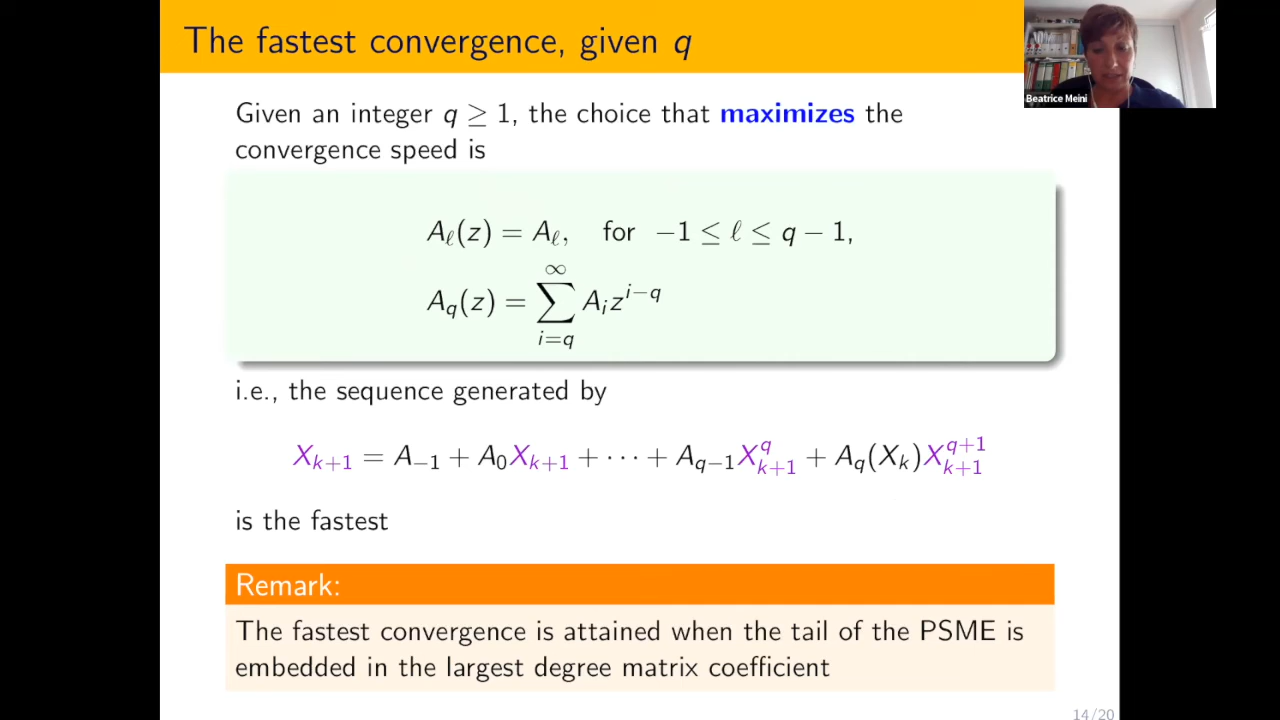 The fastest convergence, given q
Beatrice Meini
Given an integer q ≥ 1, the choice that maximizes the
convergence speed is
A_ℓ(z) = A_ℓ, for −1 ≤ ℓ ≤ q − 1,
A_q(z) = ∑_{i=q}^{∞} A_i z^{i−q}
i.e., the sequence generated by
X_{k+1} = A_{−1} + A_0 X_{k+1} + ⋯ + A_{q−1} X_{k+1}^{q} + A_q(X_k) X_{k+1}^{q+1}
is the fastest
Remark:
The fastest convergence is attained when the tail of the PSME is
embedded in the largest degree matrix coefficient
14/20